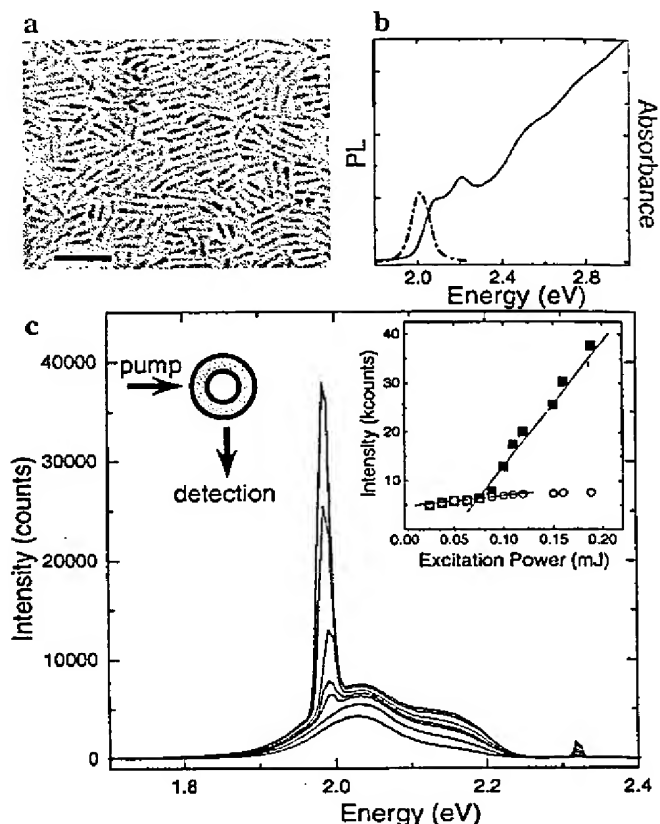 a
b
PL
Absorbance
2.0 2.4 2.8
Energy (eV)
c
Intensity (counts)
40000
30000
20000
10000
0
pump
detection
Intensity (kcounts)
40
30
20
10
0.00 0.05 0.10 0.15 0.20
Excitation Power (mJ)
1.8 2.0 2.2 2.4
Energy (eV)